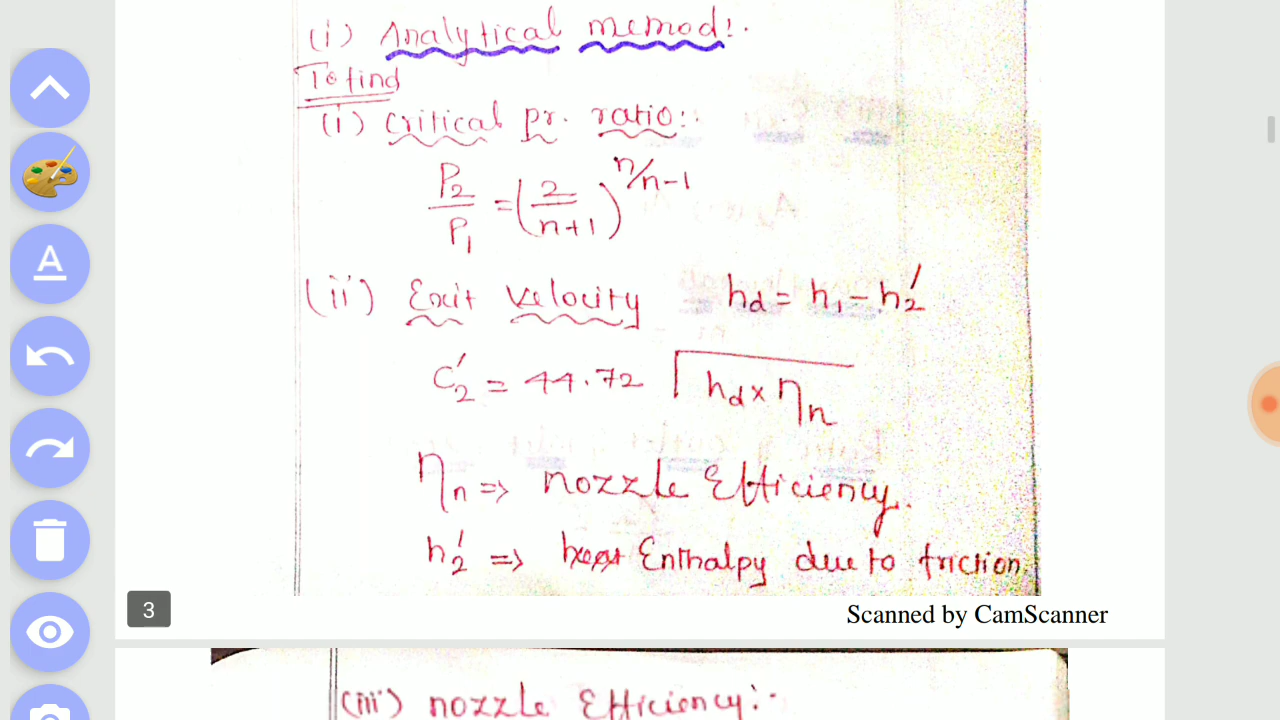 (i) Analytical memod:.
To find
(i) Critical pr. ratio:.
P2/P1 = (2/n+1)^n/n-1
(ii) Exit velocity hd = h1 - h2'
C2' = 44.72 √hd x ηn
ηn => nozzle Efficiency.
h2' => Enthalpy due to friction
3
Scanned by CamScanner
(iii) nozzle Efficiency:.
A